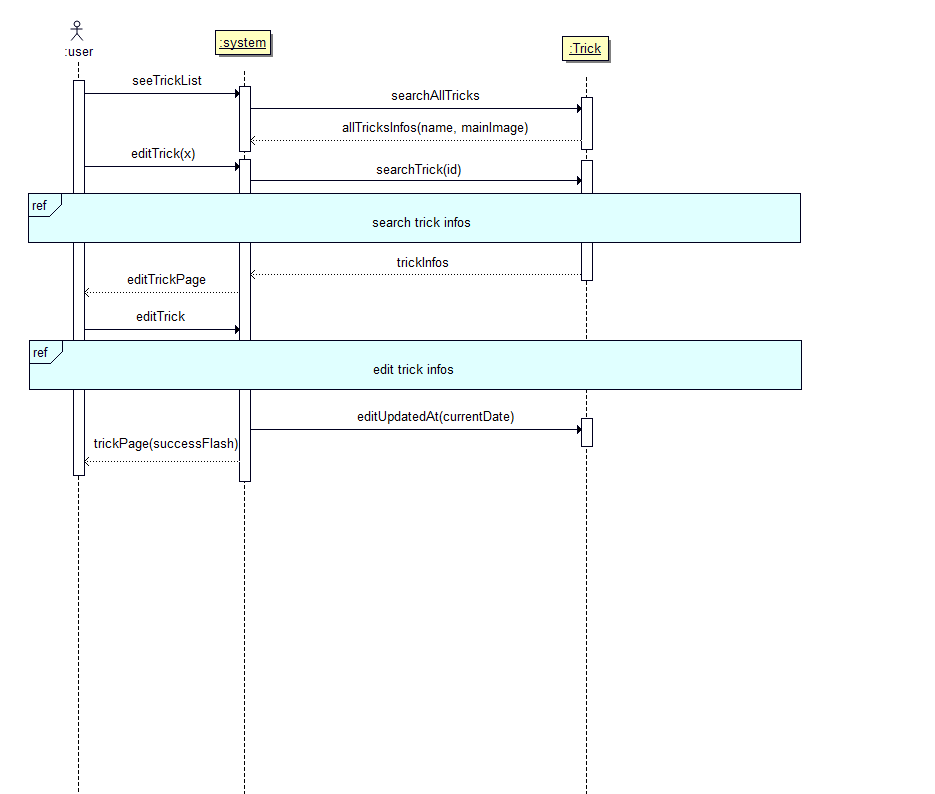 :user
:system
:Trick
seeTrickList
searchAllTricks
allTricsInfos(name, mainImage)
editTrick(x)
searchTrick(id)
ref
search trick infos
trickInfos
editTrickPage
editTrick
ref
edit trick infos
editUpdatedAt(currentDate)
trickPage(successFlash)